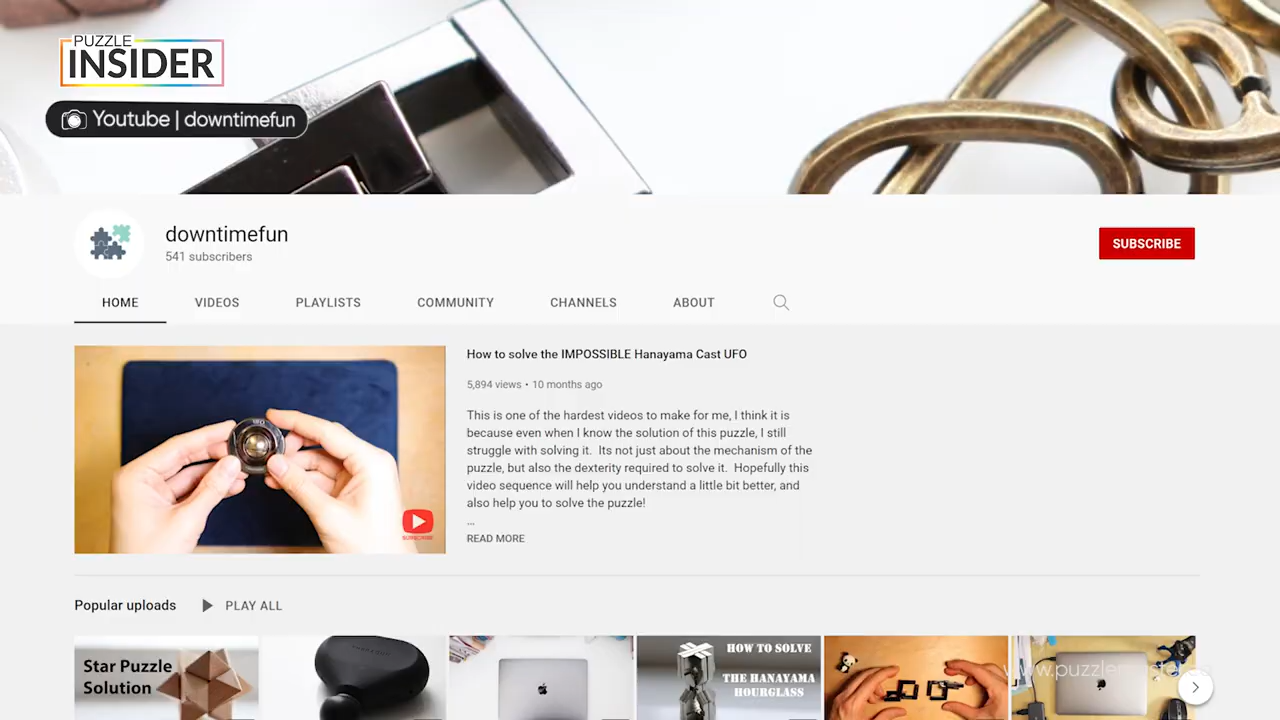 PUZZLE
INSIDER
Youtube | downtimefun
downtimefun
541 subscribers
SUBSCRIBE
HOME VIDEOS PLAYLISTS COMMUNITY CHANNELS ABOUT
How to solve the IMPOSSIBLE Hanayama Cast UFO
5,894 views • 10 months ago
This is one of the hardest videos to make for me, I think it is
because even when I know the solution of this puzzle, I still
struggle with solving it.  Its not just about the mechanism of the
puzzle, but also the dexterity required to solve it.  Hopefully this
video sequence will help you understand a little bit better, and
also help you to solve the puzzle!
...
READ MORE
SUBSCRIBE
Popular uploads PLAY ALL
Star Puzzle
Solution
HOW TO SOLVE
THE HANAYAMA
HOURGLASS